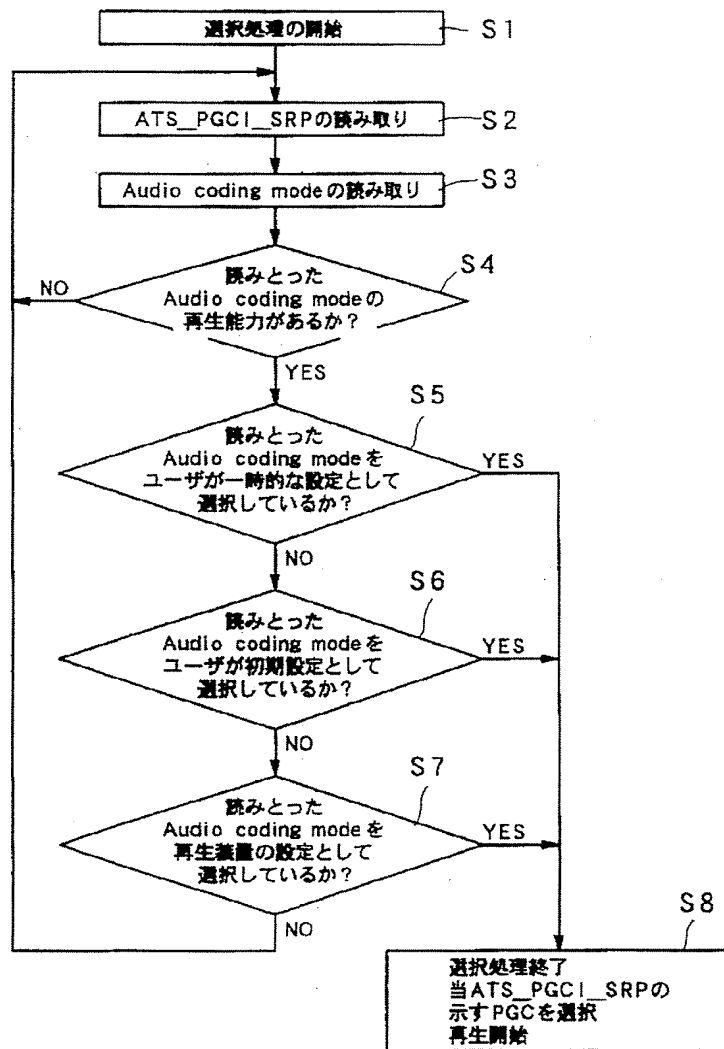 選択処理の開始
S1
ATS_PGCI_SRPの読み取り
S2
Audio coding modeの読み取り
S3
読みとった
Audio coding modeの
再生能力があるか?
S4
NO
YES
読みとった
Audio coding modeを
ユーザが一時的な設定として
選択しているか?
S5
YES
NO
読みとった
Audio coding modeを
ユーザが初期設定として
選択しているか?
S6
YES
NO
読みとった
Audio coding modeを
再生装置の設定として
選択しているか?
S7
YES
NO
S8
選択処理終了
当ATS_PGCI_SRPの
示すPGCを選択
再生開始